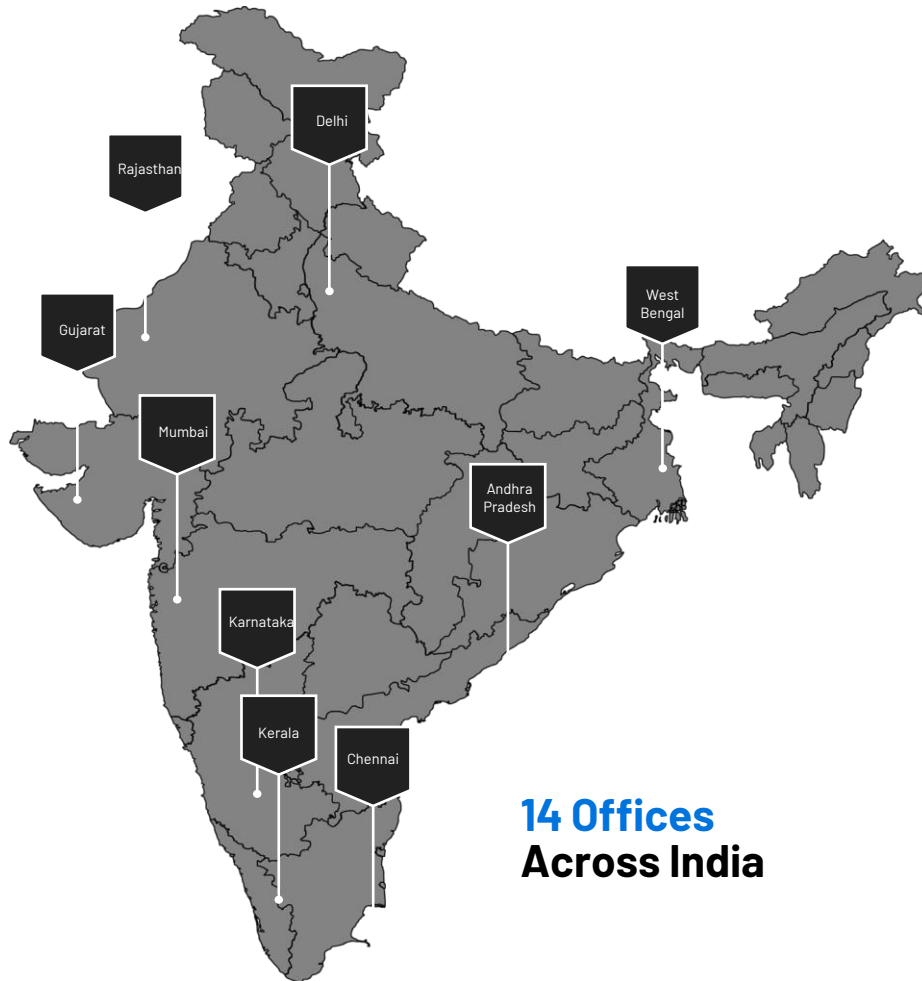 Delhi
Rajasthan
West
Bengal
Gujarat
Mumbai
Andhra
Pradesh
Karnataka
Kerala
Chennai
14 Offices
Across India